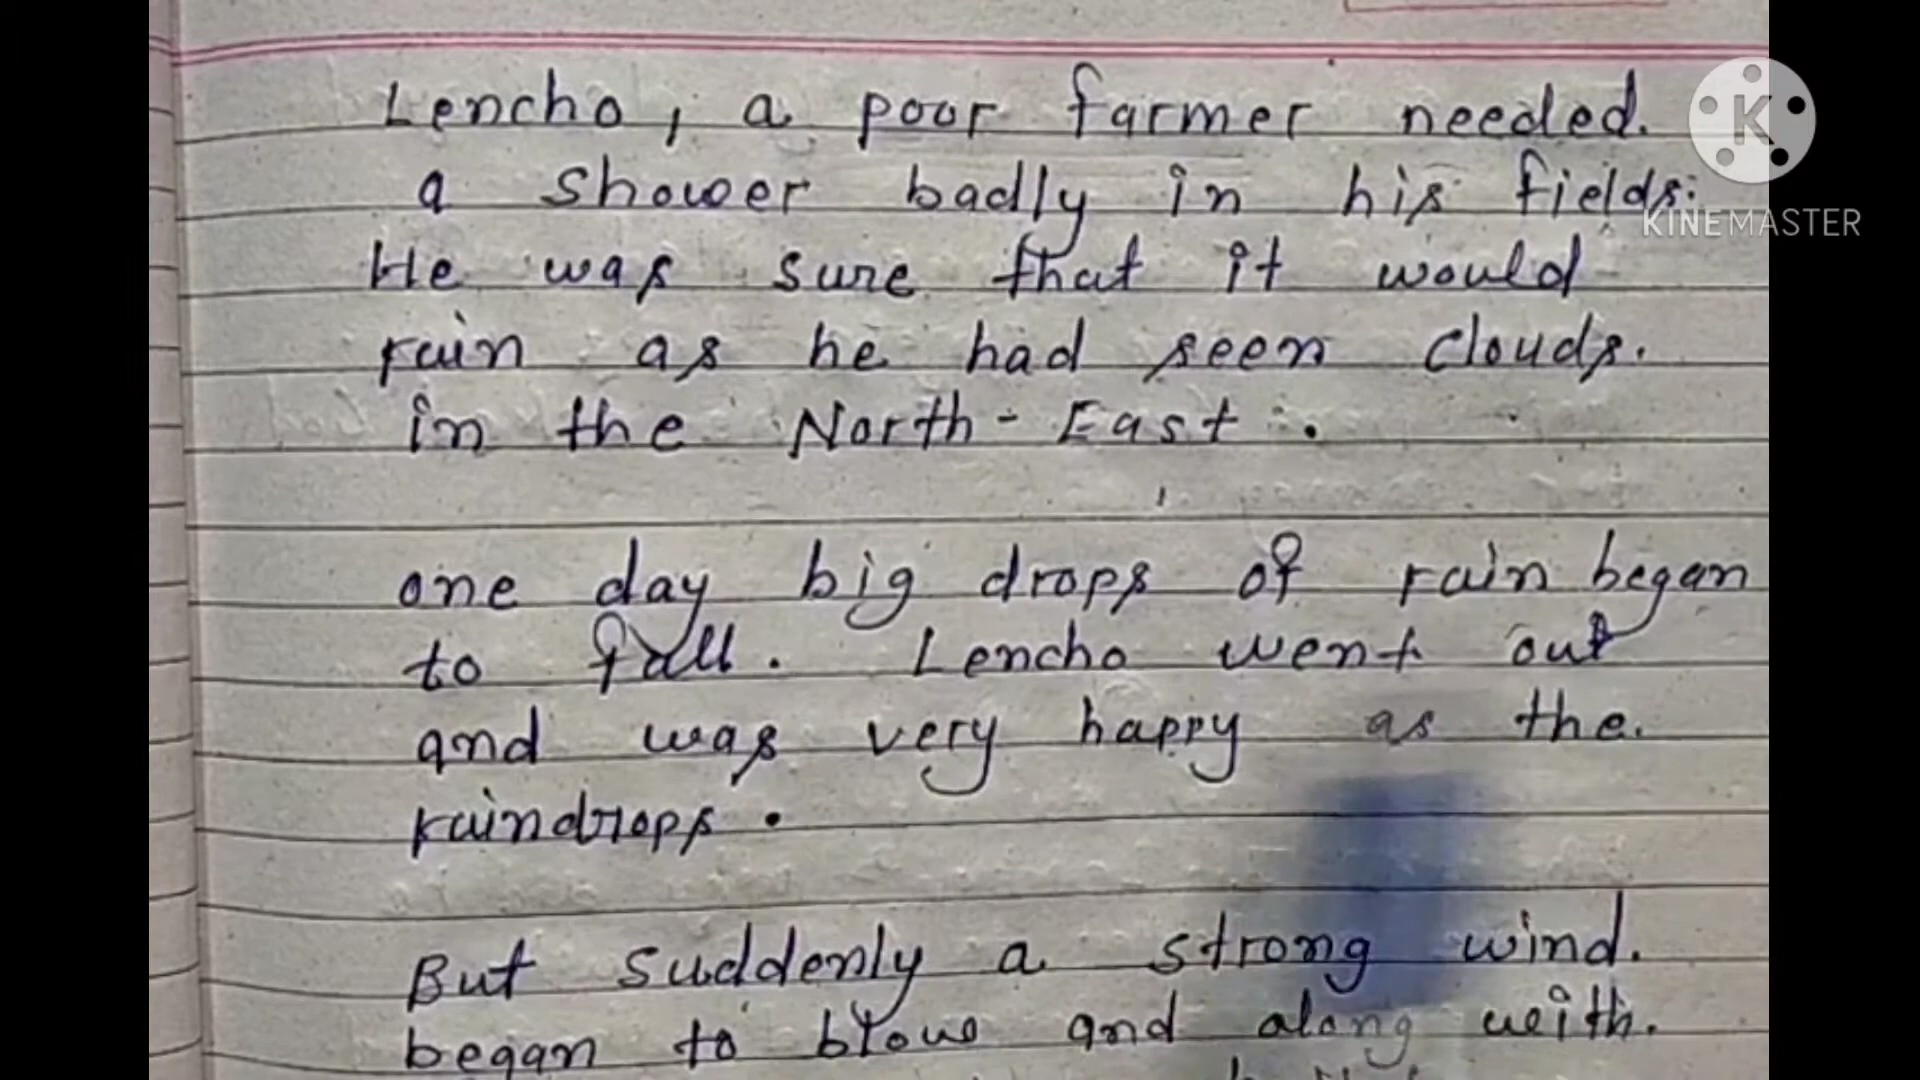 Lencho, a poor farmer needed.
a shower badly in his fields.
He was sure that it would
rain as he had seen clouds.
in the North-East.
one day big drops of rain began
to fall. Lencho went out
and was very happy as the.
raindrops.
But suddenly a strong wind.
began to blow and along with.
K
KINEMASTER